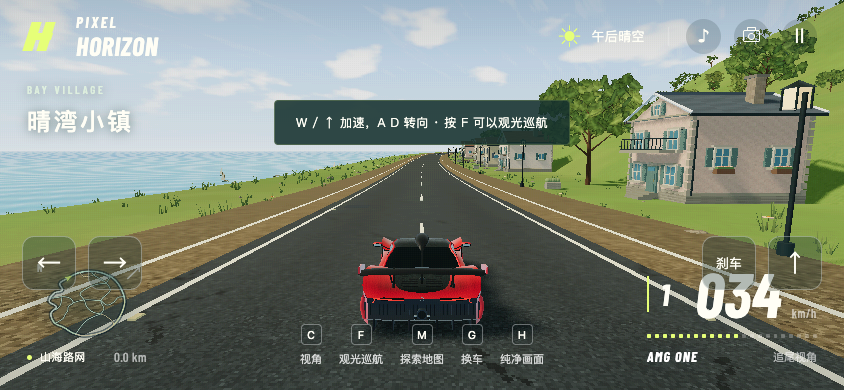 H
PIXEL
HORIZON
午后晴空
BAY VILLAGE
晴湾小镇
W / ↑ 加速，A D 转向 · 按 F 可以观光巡航
← →
刹车 ↑
1 034 km/h
C F M G H
视角 观光巡航 探索地图 换车 纯净画面
山海路网 0.0 km
AMG ONE 追尾视角